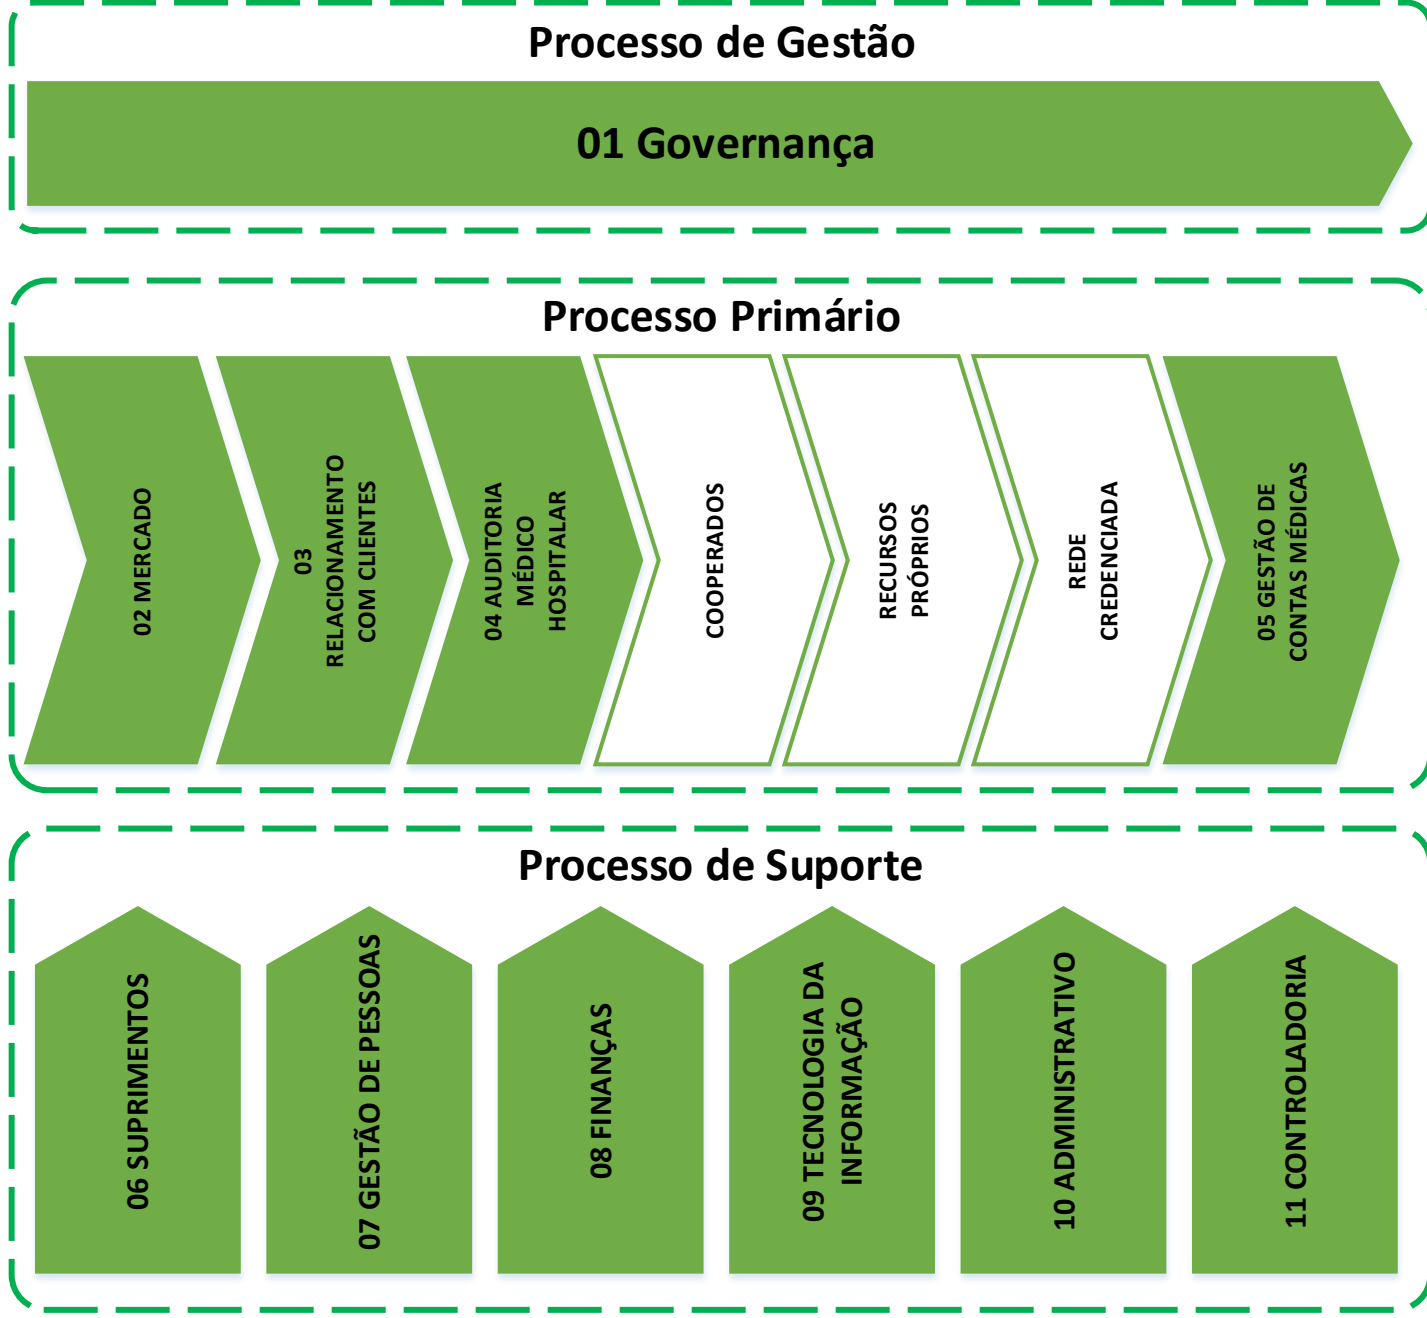 Processo de Gestão
01 Governança
Processo Primário
02 MERCADO
03
RELACIONAMENTO
COM CLIENTES
04 AUDITORIA
MÉDICO
HOSPITALAR
COOPERADOS
RECURSOS
PRÓPRIOS
REDE
CREDENCIADA
05 GESTÃO DE
CONTAS MÉDICAS
Processo de Suporte
06 SUPRIMENTOS
07 GESTÃO DE PESSOAS
08 FINANÇAS
09 TECNOLOGIA DA
INFORMAÇÃO
10 ADMINISTRATIVO
11 CONTROLADORIA